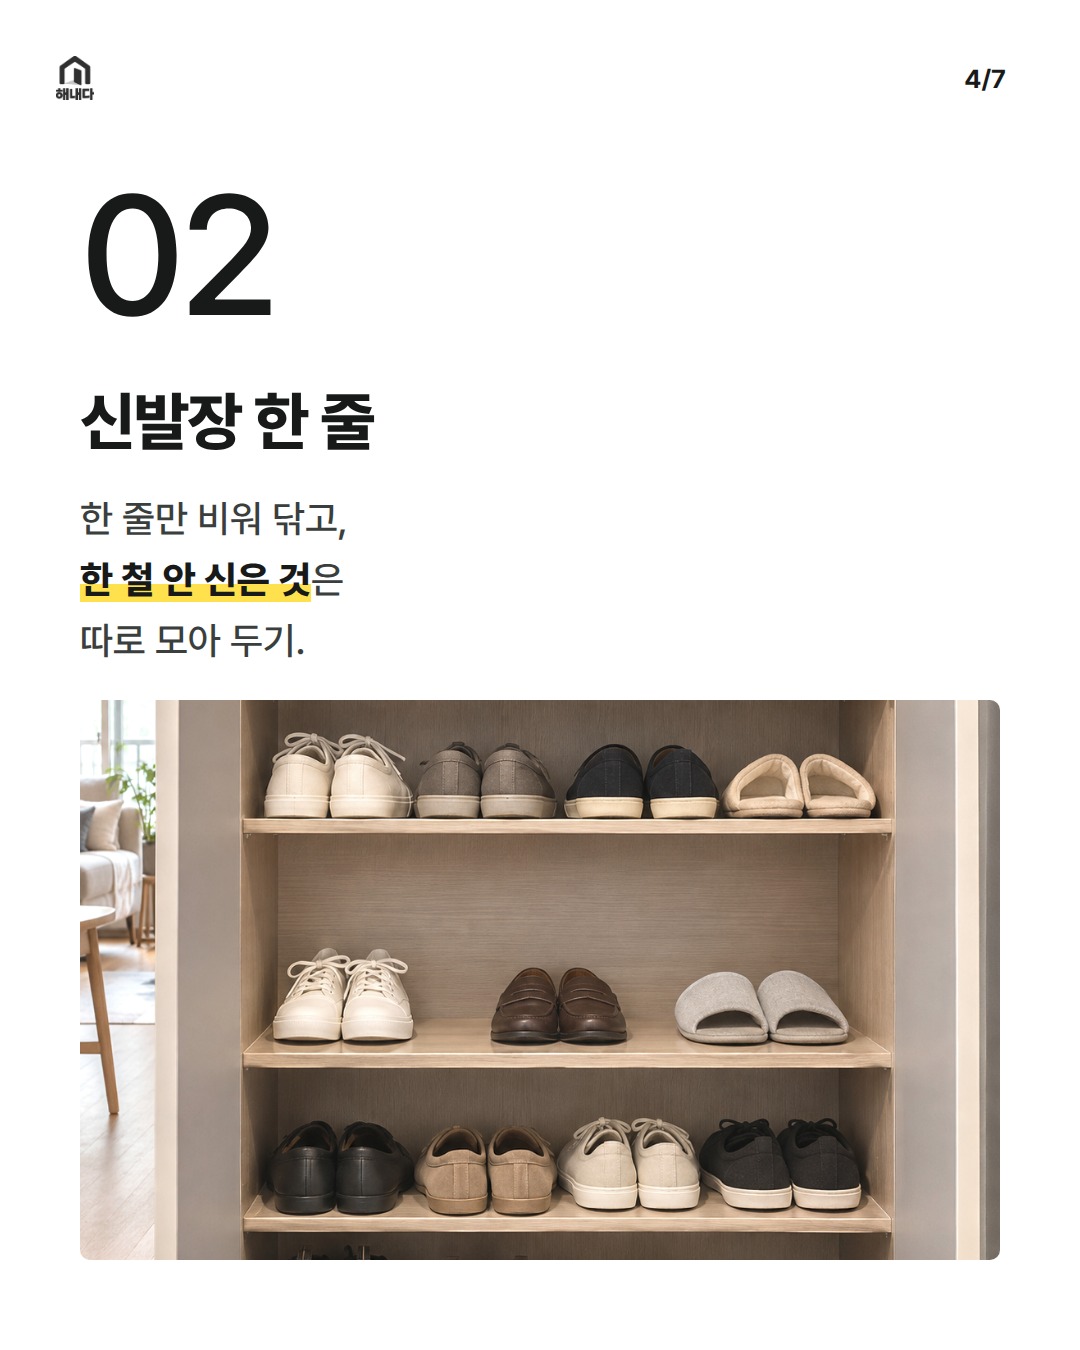 해내다
4/7
02
신발장 한 줄
한 줄만 비워 닦고,
한 철 안 신은 것은
따로 모아 두기.